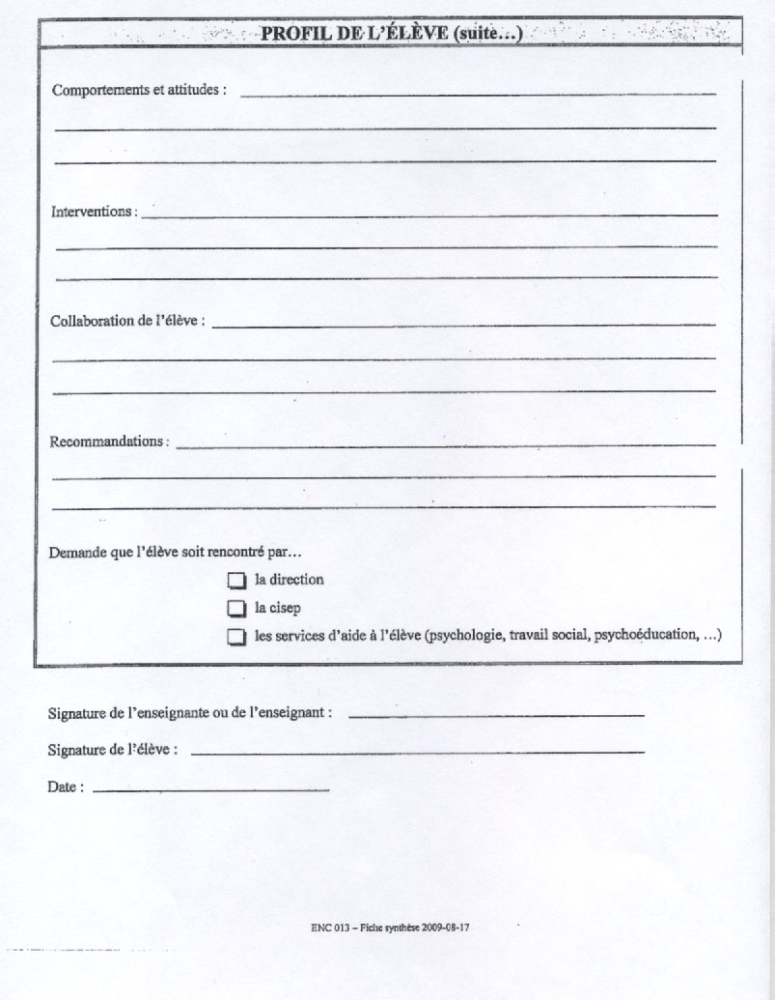 PROFIL DE L'ÉLÈVE (suite…)
Comportements et attitudes :
Interventions :
Collaboration de l'élève :
Recommandations :
Demande que l'élève soit rencontré par…
la direction
la cisep
les services d'aide à l'élève (psychologie, travail social, psychoéducation, …)
Signature de l'enseignante ou de l'enseignant :
Signature de l'élève :
Date :
ENC 013 – Fiche synthèse 2009-08-17